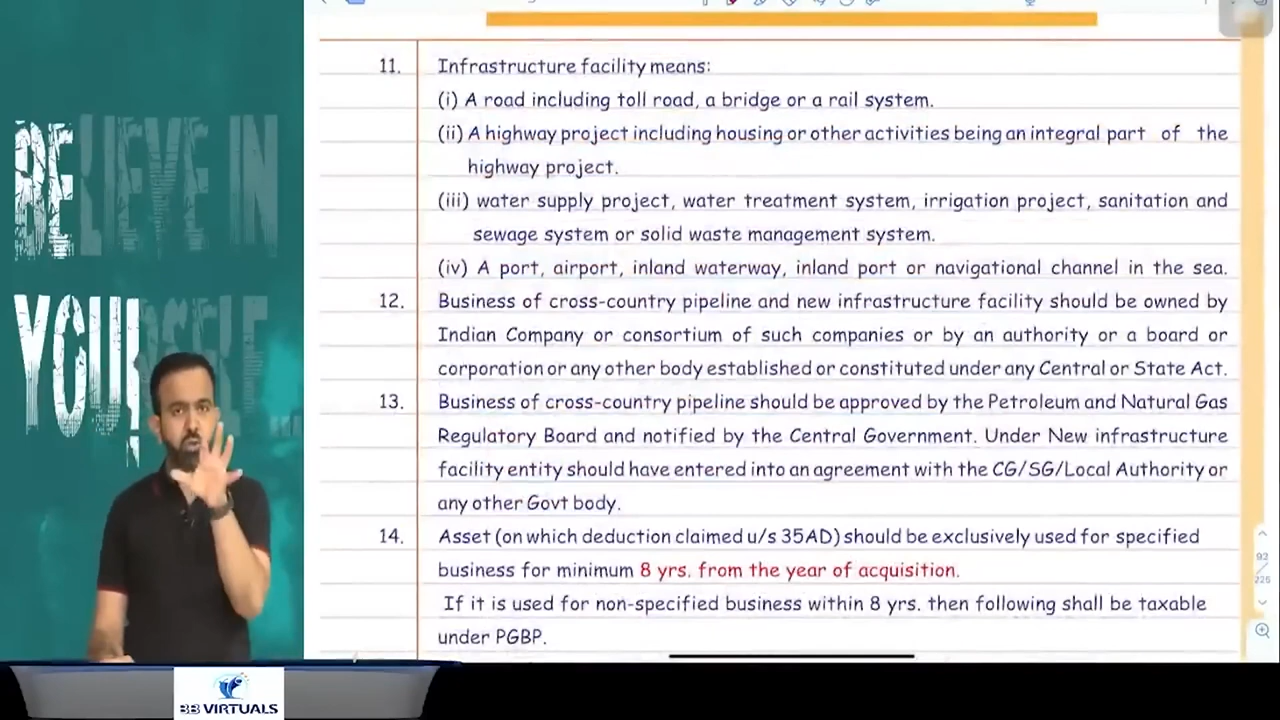 BELIEVE IN
YOURSELF
11. Infrastructure facility means:
(i) A road including toll road, a bridge or a rail system.
(ii) A highway project including housing or other activities being an integral part of the
highway project.
(iii) water supply project, water treatment system, irrigation project, sanitation and
sewage system or solid waste management system.
(iv) A port, airport, inland waterway, inland port or navigational channel in the sea.
12. Business of cross-country pipeline and new infrastructure facility should be owned by
Indian Company or consortium of such companies or by an authority or a board or
corporation or any other body established or constituted under any Central or State Act.
13. Business of cross-country pipeline should be approved by the Petroleum and Natural Gas
Regulatory Board and notified by the Central Government. Under New infrastructure
facility entity should have entered into an agreement with the CG/SG/Local Authority or
any other Govt body.
14. Asset (on which deduction claimed u/s 35AD) should be exclusively used for specified
business for minimum 8 yrs. from the year of acquisition.
If it is used for non-specified business within 8 yrs. then following shall be taxable
under PGBP.
92
225
BB VIRTUALS